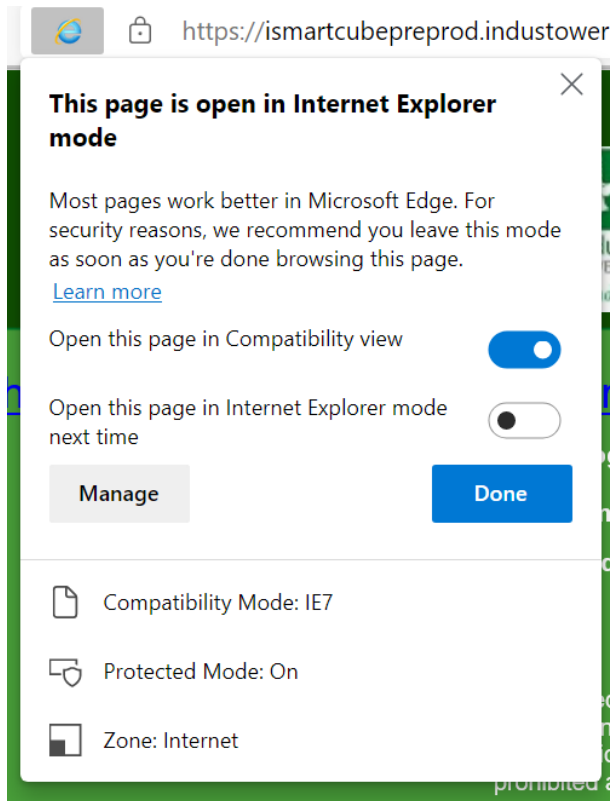 https://ismartcubepreprod.industower
This page is open in Internet Explorer
mode
Most pages work better in Microsoft Edge. For
security reasons, we recommend you leave this mode
as soon as you're done browsing this page.
Learn more
Open this page in Compatibility view
Open this page in Internet Explorer mode
next time
Manage
Done
Compatibility Mode: IE7
Protected Mode: On
Zone: Internet
prohibited a